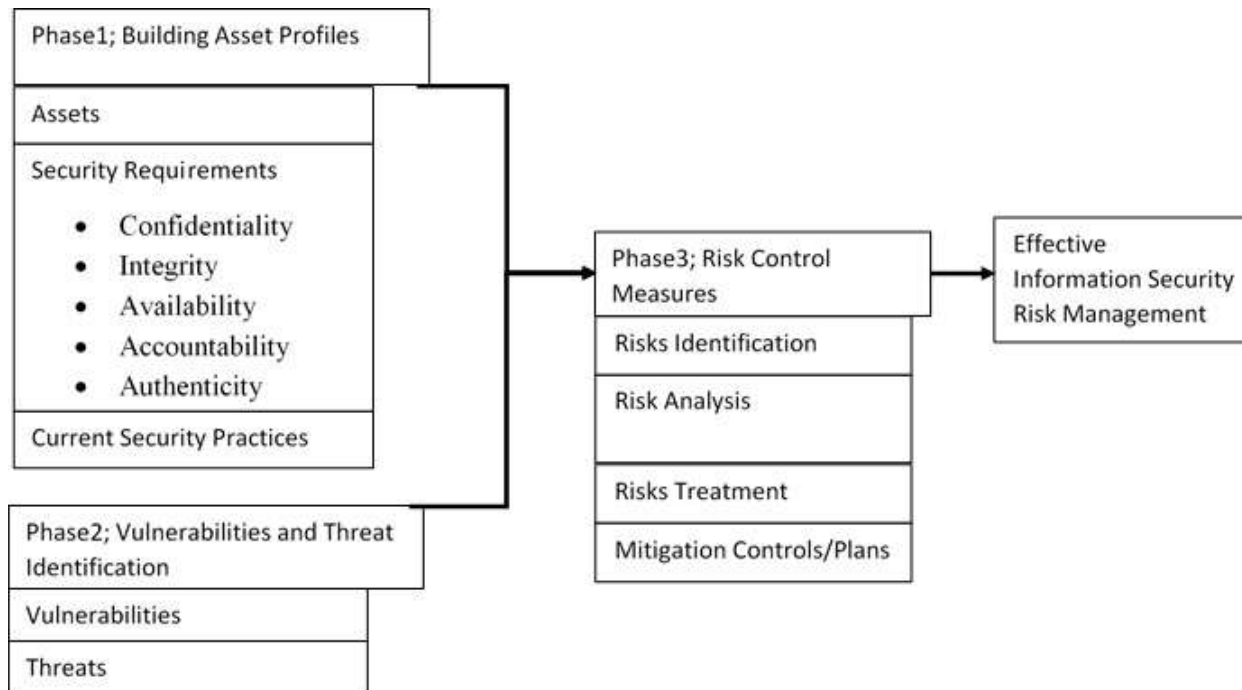 Phase1; Building Asset Profiles
Assets
Security Requirements
• Confidentiality
• Integrity
• Availability
• Accountability
• Authenticity
Current Security Practices
Phase2; Vulnerabilities and Threat
Identification
Vulnerabilities
Threats
Phase3; Risk Control
Measures
Risks Identification
Risk Analysis
Risks Treatment
Mitigation Controls/Plans
Effective
Information Security
Risk Management